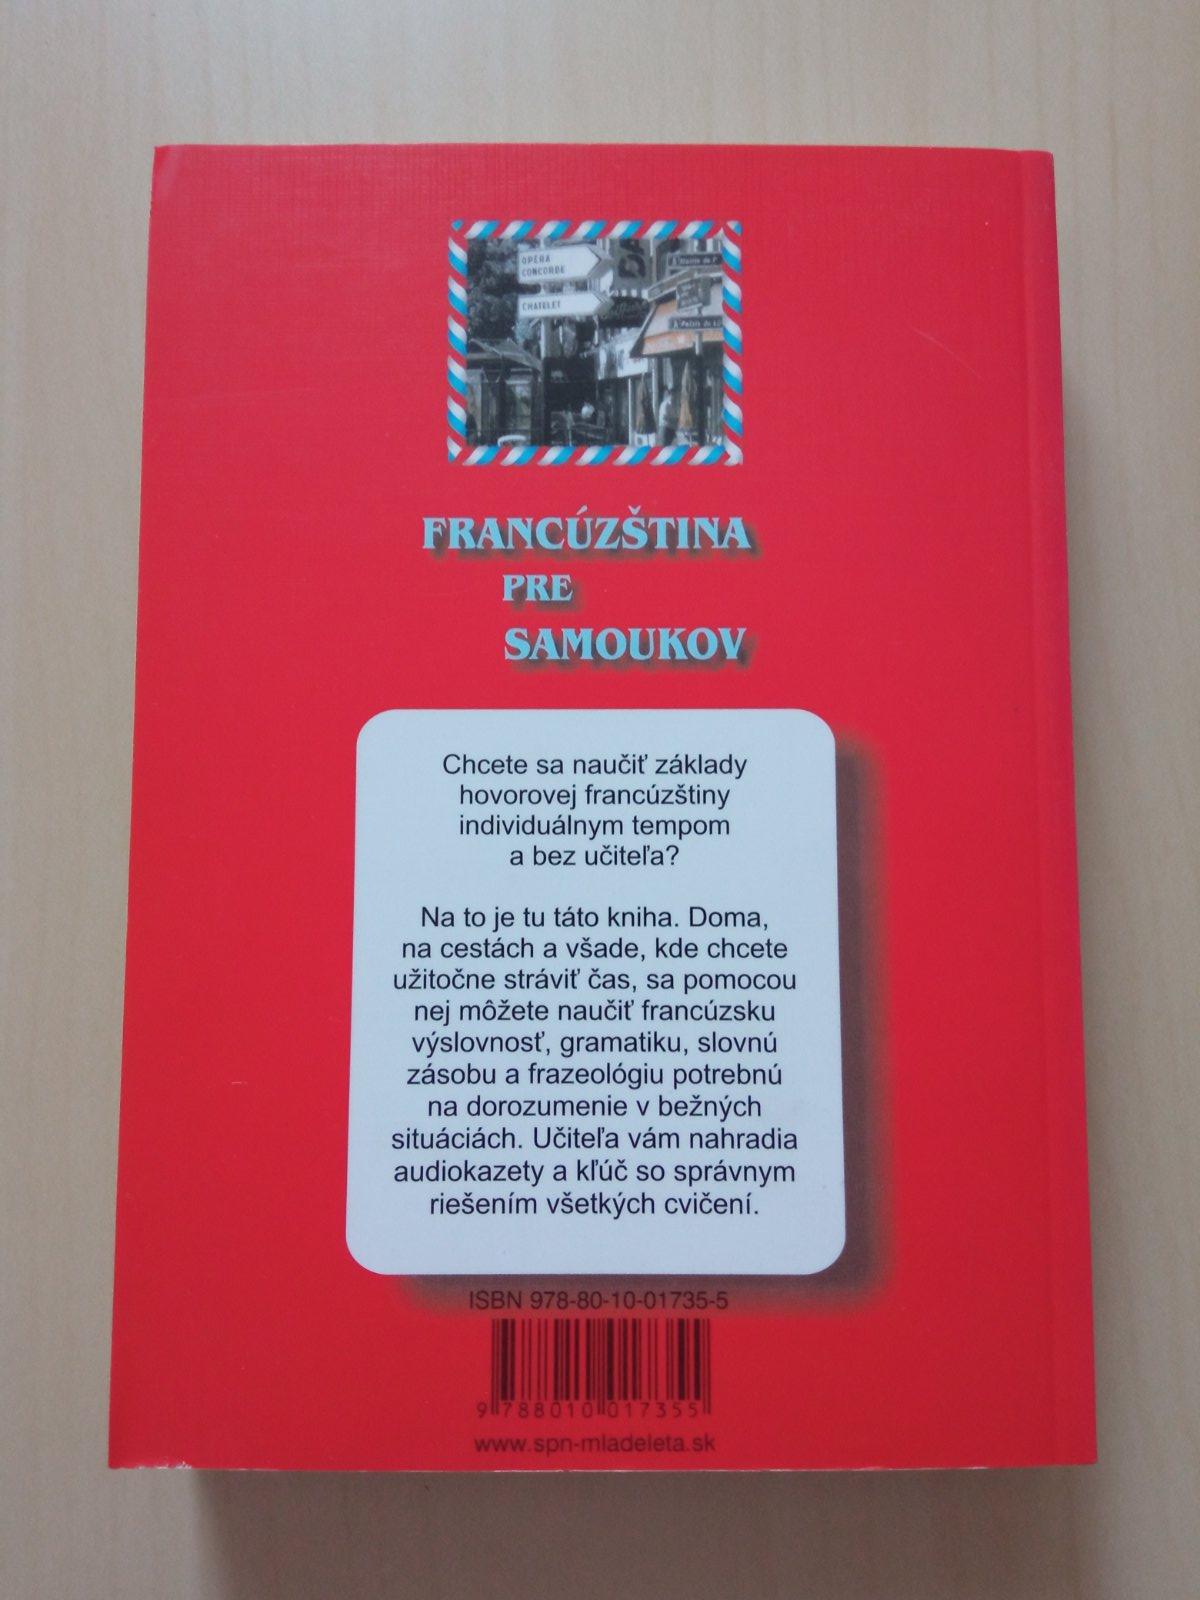 OPÉRA
CONCORDE
CHATELET
FRANCÚZŠTINA
PRE
SAMOUKOV
Chcete sa naučiť základy
hovorovej francúzštiny
individuálnym tempom
a bez učiteľa?
Na to je tu táto kniha. Doma,
na cestách a všade, kde chcete
užitočne stráviť čas, sa pomocou
nej môžete naučiť francúzsku
výslovnosť, gramatiku, slovnú
zásobu a frazeológiu potrebnú
na dorozumenie v bežných
situáciách. Učiteľa vám nahradia
audiokazety a kľúč so správnym
riešením všetkých cvičení.
ISBN 978-80-10-01735-5
9 788010 017355
www.spn-mladeleta.sk